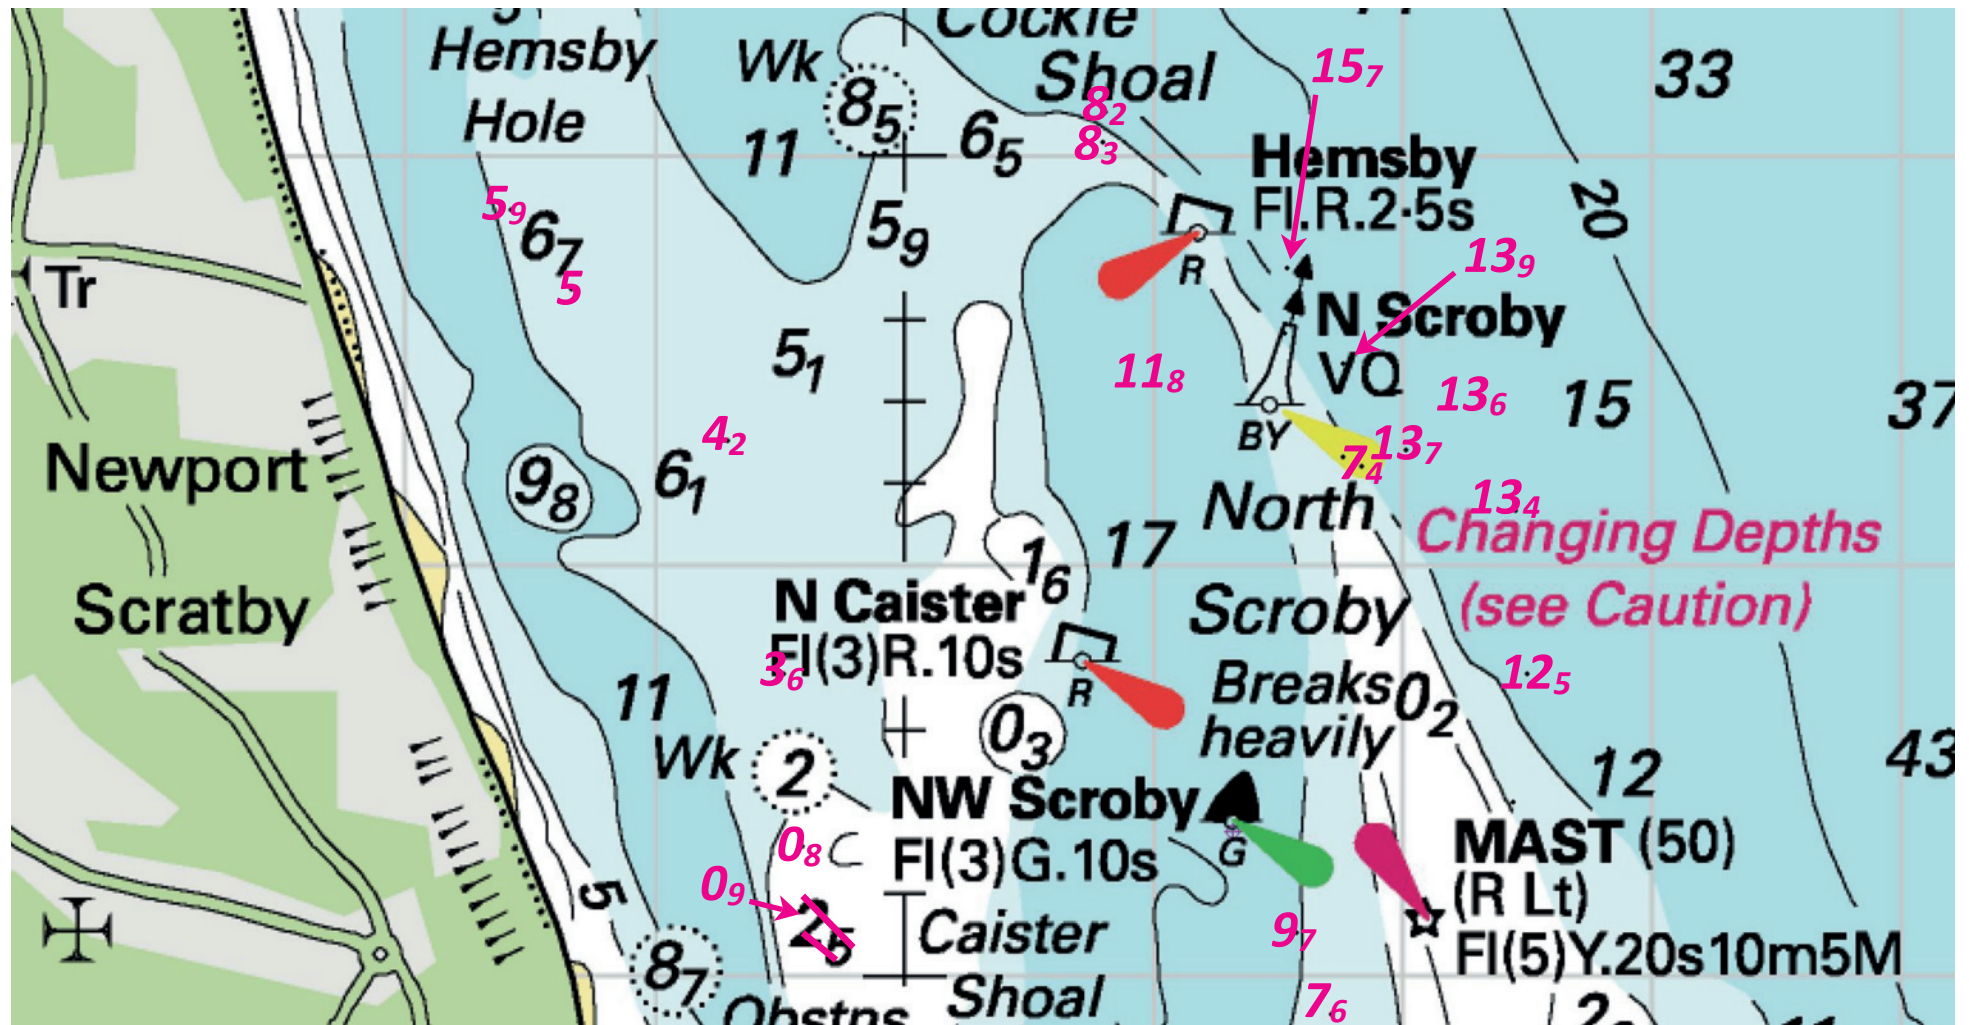 Cockle
Shoal
Hemsby
Hole
Wk
8₅
11
6₅
8₂
8₃
15₇
33
Hemsby
Fl.R.2·5s
R
20
5₉
6₇
5
5₉
13₉
N Scroby
VQ
BY
Tr
5₁
11₈
13₆
15
37
4₂
6₁
9₈
13₇
7₄
13₄
Newport
North
17
Changing Depths
(see Caution)
1₆
Scratby
N Caister
Fl(3)R.10s
R
3₆
Scroby
Breaks
heavily
0₂
12₅
11
Wk
2
0₃
12
43
NW Scroby
Fl(3)G.10s
G
MAST (50)
(R Lt)
Fl(5)Y.20s10m5M
0₈
0₉
2₅
5
8₇
Caister
Shoal
9₇
7₆
Obstns
11